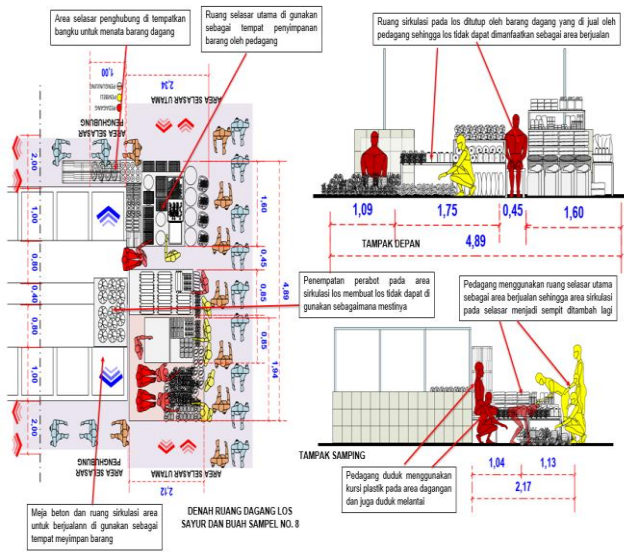 Area selasar penghubung di tempatkan
bangku untuk menata barang dagang
Ruang selasar utama di gunakan
sebagai tempat penyimpanan
barang oleh pedagang
Ruang sirkulasi pada los ditutup oleh barang dagang yang di jual oleh
pedagang sehingga los tidak dapat dimanfaatkan sebagai area berjualan
1,00
PENGUNJUNG
PEMBELI
PEDAGANG
2,34
AREA SELASAR UTAMA
AREA SELASAR
PENGHUBUNG
2,00
1,00
0,80
0,40
0,80
1,00
2,00
1,60
0,45
0,85
0,85
1,94
4,89
2,12
AREA SELASAR
PENGHUBUNG
AREA SELASAR UTAMA
1,09
1,75
0,45
1,60
TAMPAK DEPAN
4,89
Penempatan perabot pada area
sirkulasi los membuat los tidak dapat di
gunakan sebagaimana mestinya
Pedagang menggunakan ruang selasar utama
sebagai area berjualan sehingga area sirkulasi
pada selasar menjadi sempit ditambah lagi
TAMPAK SAMPING
1,04
1,13
2,17
Pedagang duduk menggunakan
kursi plastik pada area dagangan
dan juga duduk melantai
Meja beton dan ruang sirkulasi area
untuk berjualann di gunakan sebagai
tempat meyimpan barang
DENAH RUANG DAGANG LOS
SAYUR DAN BUAH SAMPEL NO. 8